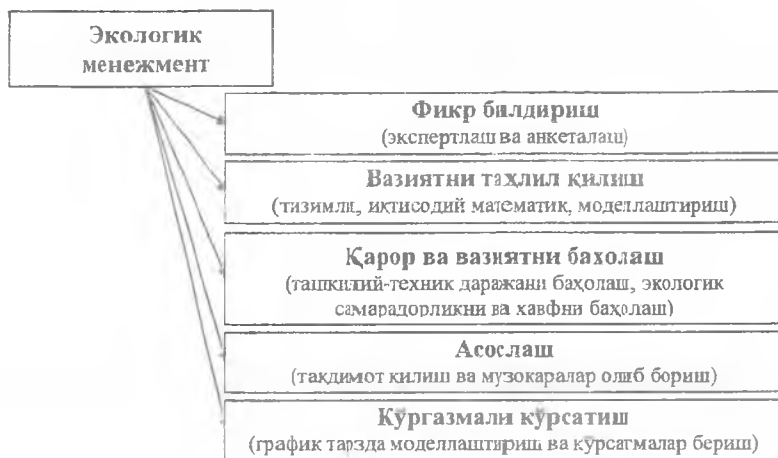 Экологик
менежмент
Фикр билдириш
(экспертлаш ва анкеталаш)
Вазиятни таҳлил қилиш
(тизимли, иқтисодий математик, моделлаштириш)
Қарор ва вазиятни баҳолаш
(ташкилий-техник даражани баҳолаш, экологик
самарадорликни ва хавфни баҳолаш)
Асослаш
(тақдимот қилиш ва музокаралар олиб бориш)
Кўргазмали кўрсатиш
(график тарзда моделлаштириш ва кўрсатмалар бериш)